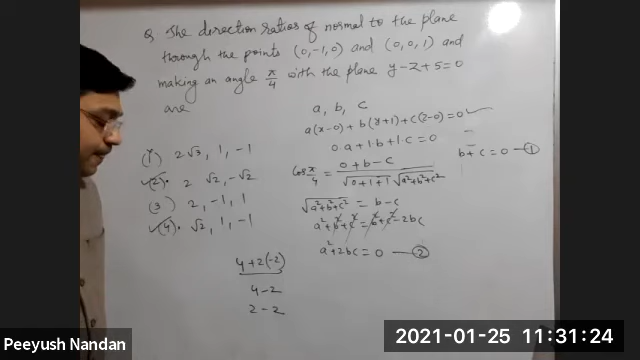 Q. The direction ratios of normal to the plane
through the points (0,-1,0) and (0,0,1) and
making an angle π/4 with the plane y-z+5=0
are
(1) 2√3, 1, -1
(2) 2 √2, -√2
(3) 2, -1, 1
(4) √2, 1, -1
a, b, c
a(x-0)+b(y+1)+c(z-0)=0
0.a+1.b+1.c=0
b+c=0 —①
cos π/4 = 0+b-c / √0+1+1 √a²+b²+c²
√a²+b²+c² = b-c
a²+b²+c²=b²+c²-2bc
a²+2bc=0 —②
4+2(-2)
4-2
2-2
Peeyush Nandan
2021-01-25 11:31:24